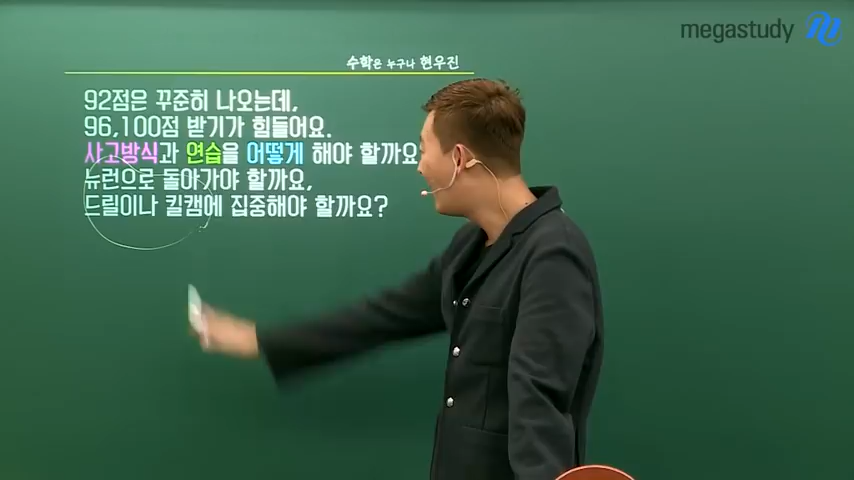 megastudy
수학은 누구나 현우진
92점은 꾸준히 나오는데,
96,100점 받기가 힘들어요.
사고방식과 연습을 어떻게 해야 할까요
뉴런으로 돌아가야 할까요,
드릴이나 킬캠에 집중해야 할까요?